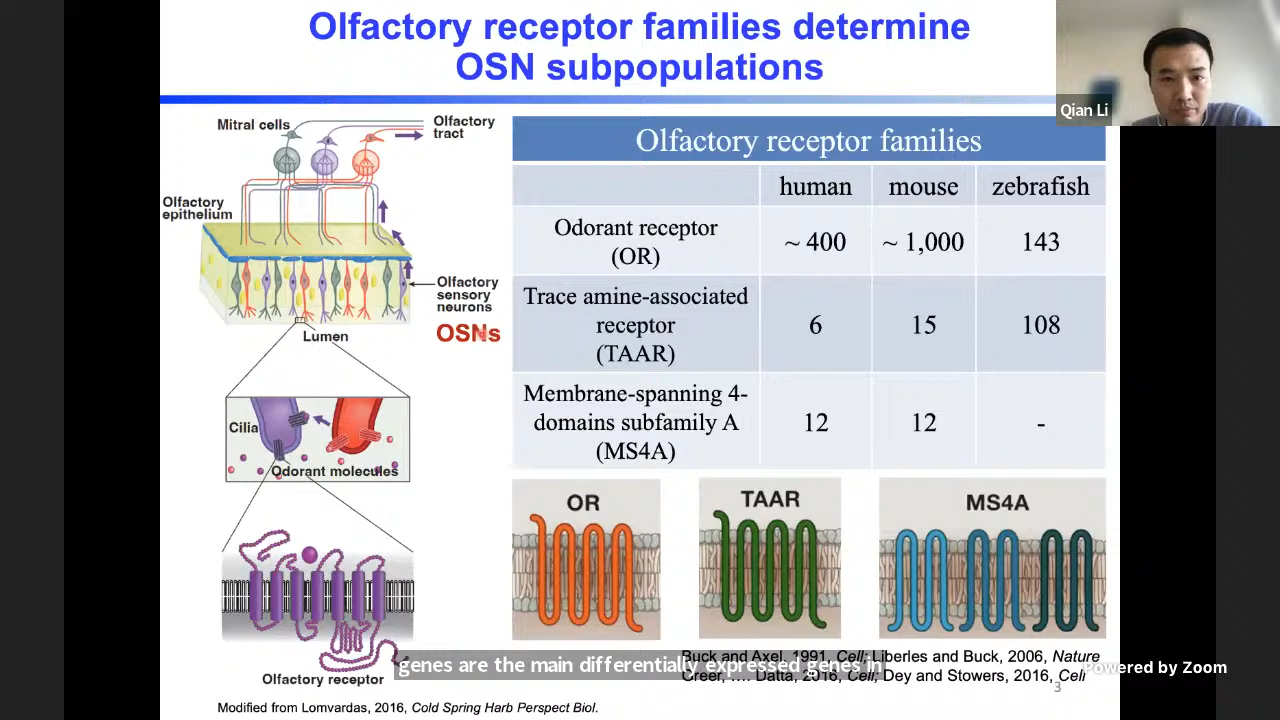 Olfactory receptor families determine
OSN subpopulations
Qian Li
Mitral cells
Olfactory
tract
Olfactory
epithelium
Olfactory
sensory
neurons
OSNs
Lumen
Cilia
Odorant molecules
Olfactory receptor
Olfactory receptor families
human mouse zebrafish
Odorant receptor
(OR)
~ 400 ~ 1,000 143
Trace amine-associated
receptor
(TAAR)
6 15 108
Membrane-spanning 4-
domains subfamily A
(MS4A)
12 12 -
OR
TAAR
MS4A
Buck and Axel, 1991, Cell; Liberles and Buck, 2006, Nature
Greer, .... Datta, 2016, Cell; Dey and Stowers, 2016, Cell
genes are the main differentially expressed genes in
Powered by Zoom
3
Modified from Lomvardas, 2016, Cold Spring Harb Perspect Biol.